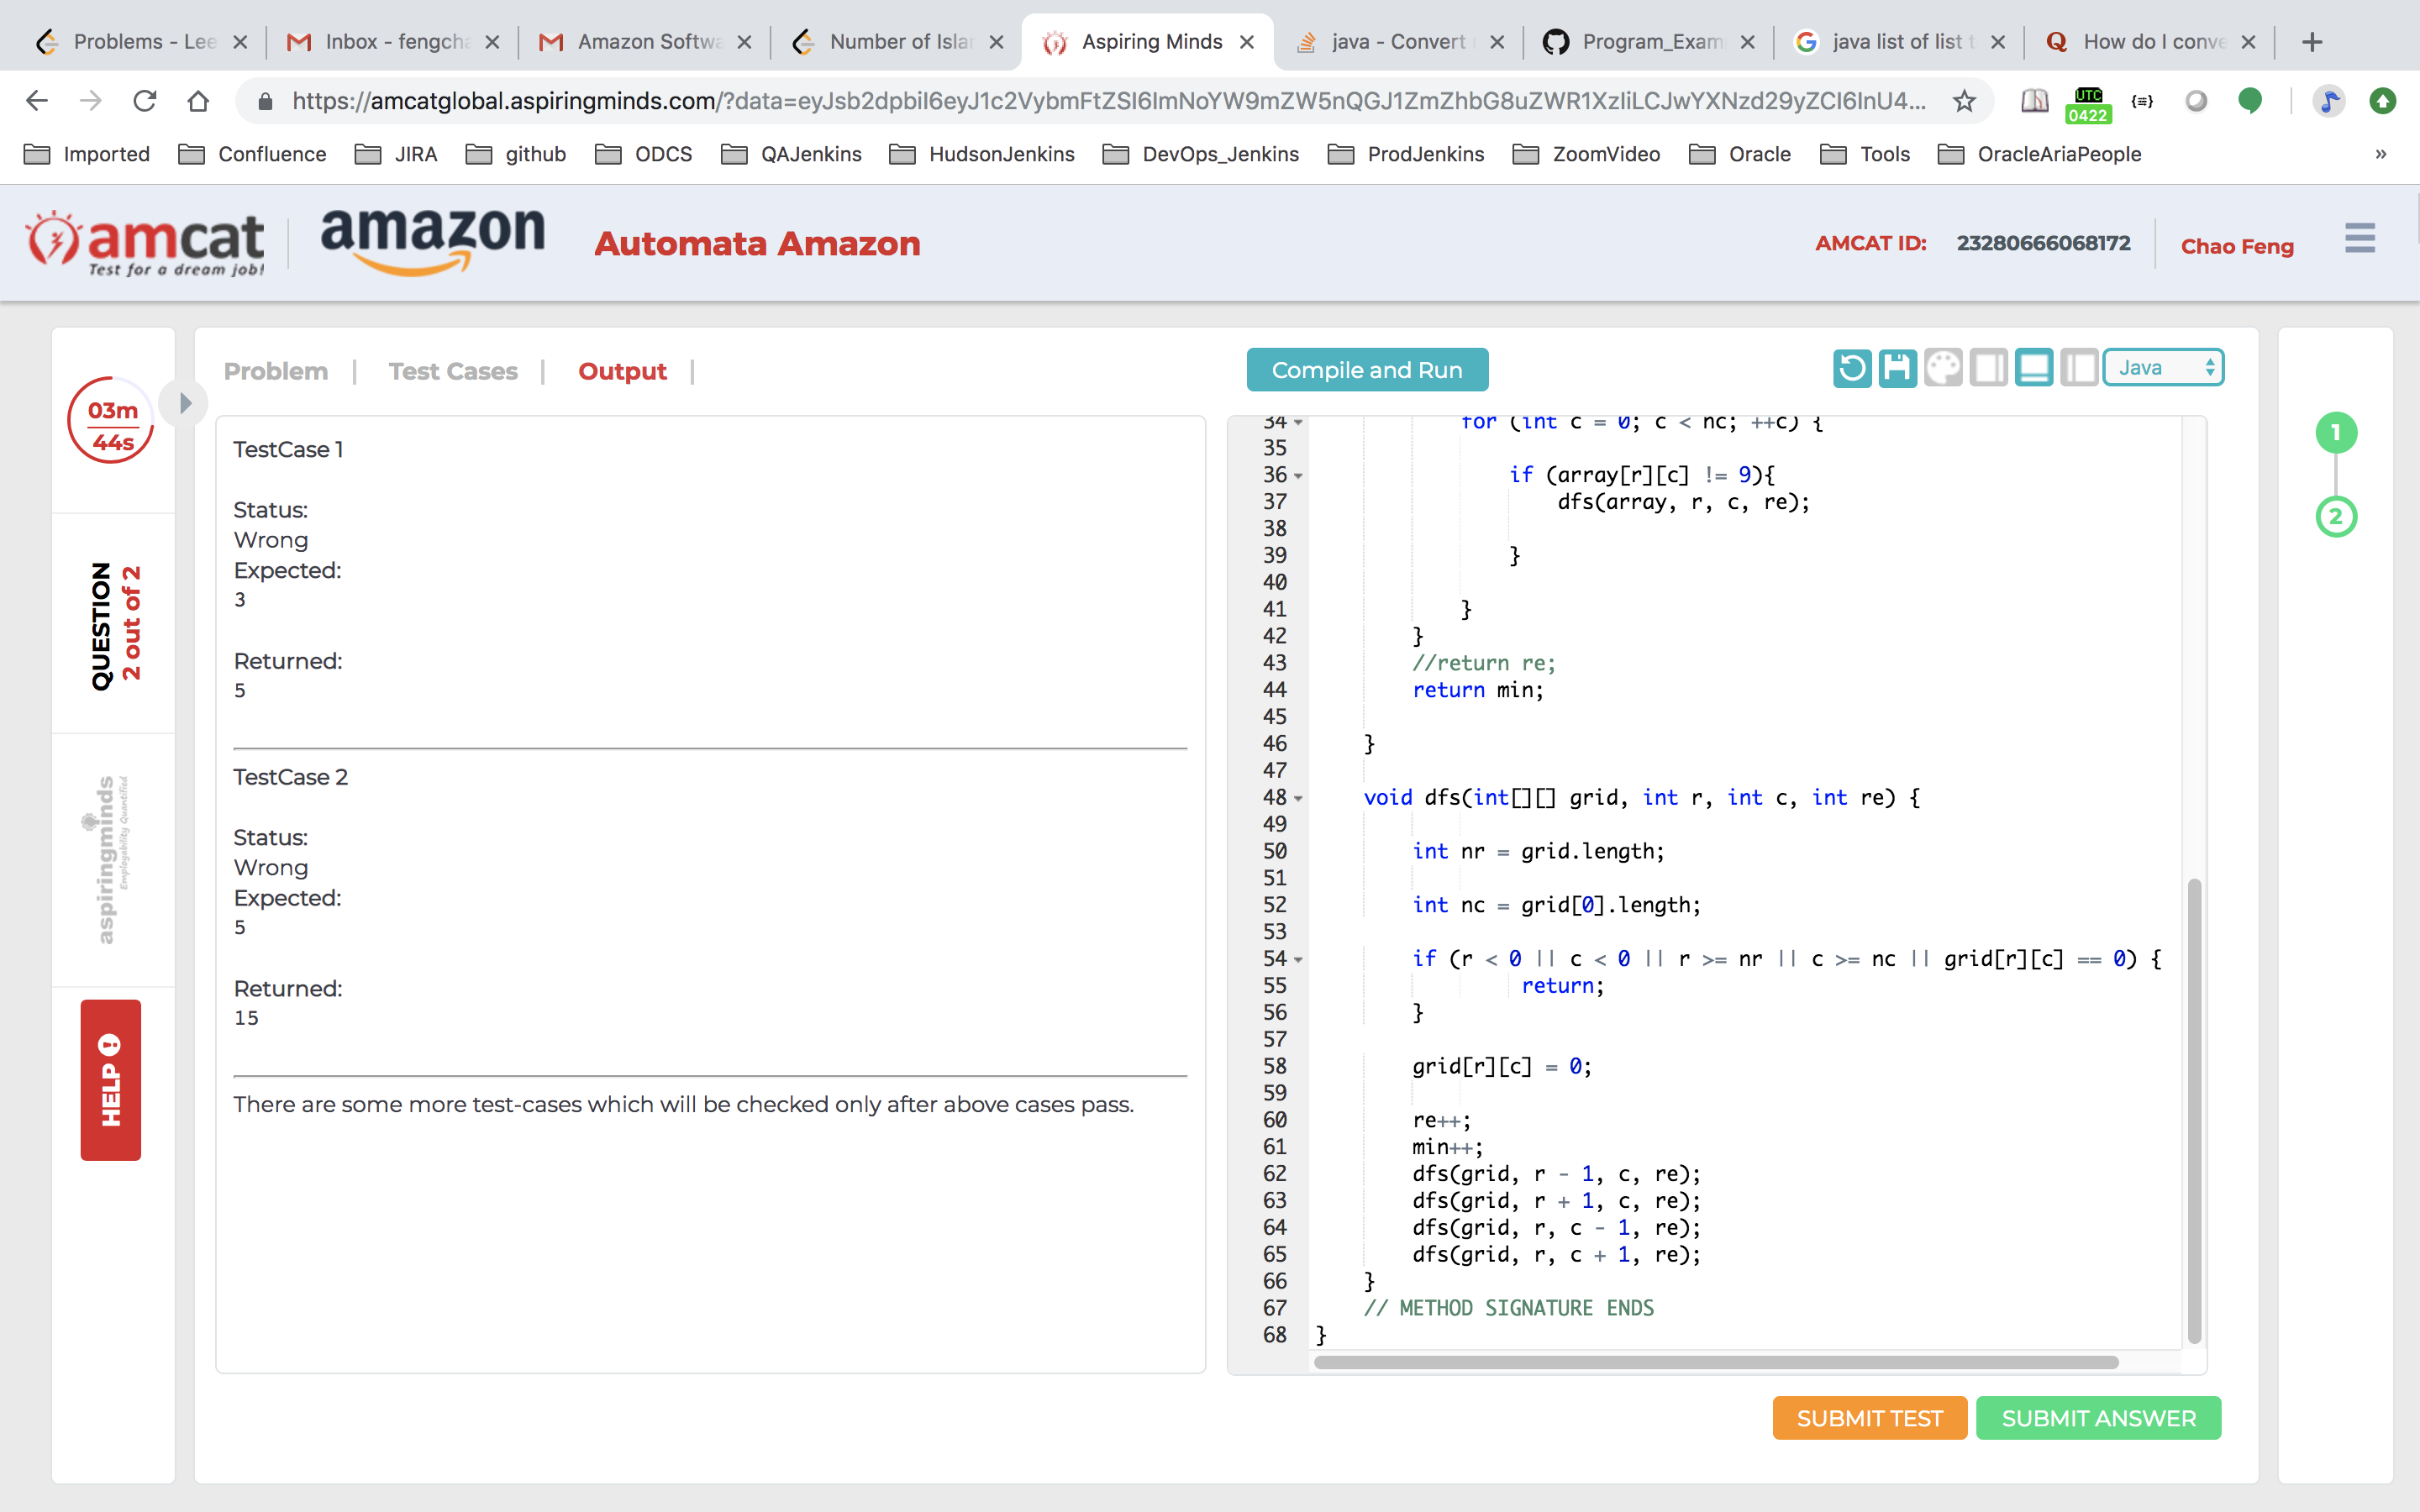 Problems - Lee
Inbox - fengcha
Amazon Softwa
Number of Islan
Aspiring Minds
java - Convert
Program_Exam
java list of list t
How do I conve
https://amcatglobal.aspiringminds.com/?data=eyJsb2dpbiI6eyJ1c2VybmFtZSI6ImNoYW9mZW5nQGJ1ZmZhbG8uZWR1XzIiLCJwYXNzd29yZCI6InU4...
UTC
0422
Imported
Confluence
JIRA
github
ODCS
QAJenkins
HudsonJenkins
DevOps_Jenkins
ProdJenkins
ZoomVideo
Oracle
Tools
OracleAriaPeople
»
amcat
Test for a dream job!
amazon
Automata Amazon
AMCAT ID: 23280666068172
Chao Feng
03m
44s
QUESTION
2 out of 2
aspiringminds
Employability Quantified
HELP
Problem | Test Cases | Output |
Compile and Run
Java
TestCase 1
Status:
Wrong
Expected:
3
Returned:
5
TestCase 2
Status:
Wrong
Expected:
5
Returned:
15
There are some more test-cases which will be checked only after above cases pass.
34 for (int c = 0; c < nc; ++c) {
35
36 if (array[r][c] != 9){
37 dfs(array, r, c, re);
38
39 }
40
41 }
42 }
43 //return re;
44 return min;
45
46 }
47
48 void dfs(int[][] grid, int r, int c, int re) {
49
50 int nr = grid.length;
51
52 int nc = grid[0].length;
53
54 if (r < 0 || c < 0 || r >= nr || c >= nc || grid[r][c] == 0) {
55 return;
56 }
57
58 grid[r][c] = 0;
59
60 re++;
61 min++;
62 dfs(grid, r - 1, c, re);
63 dfs(grid, r + 1, c, re);
64 dfs(grid, r, c - 1, re);
65 dfs(grid, r, c + 1, re);
66 }
67 // METHOD SIGNATURE ENDS
68 }
1
2
SUBMIT TEST
SUBMIT ANSWER